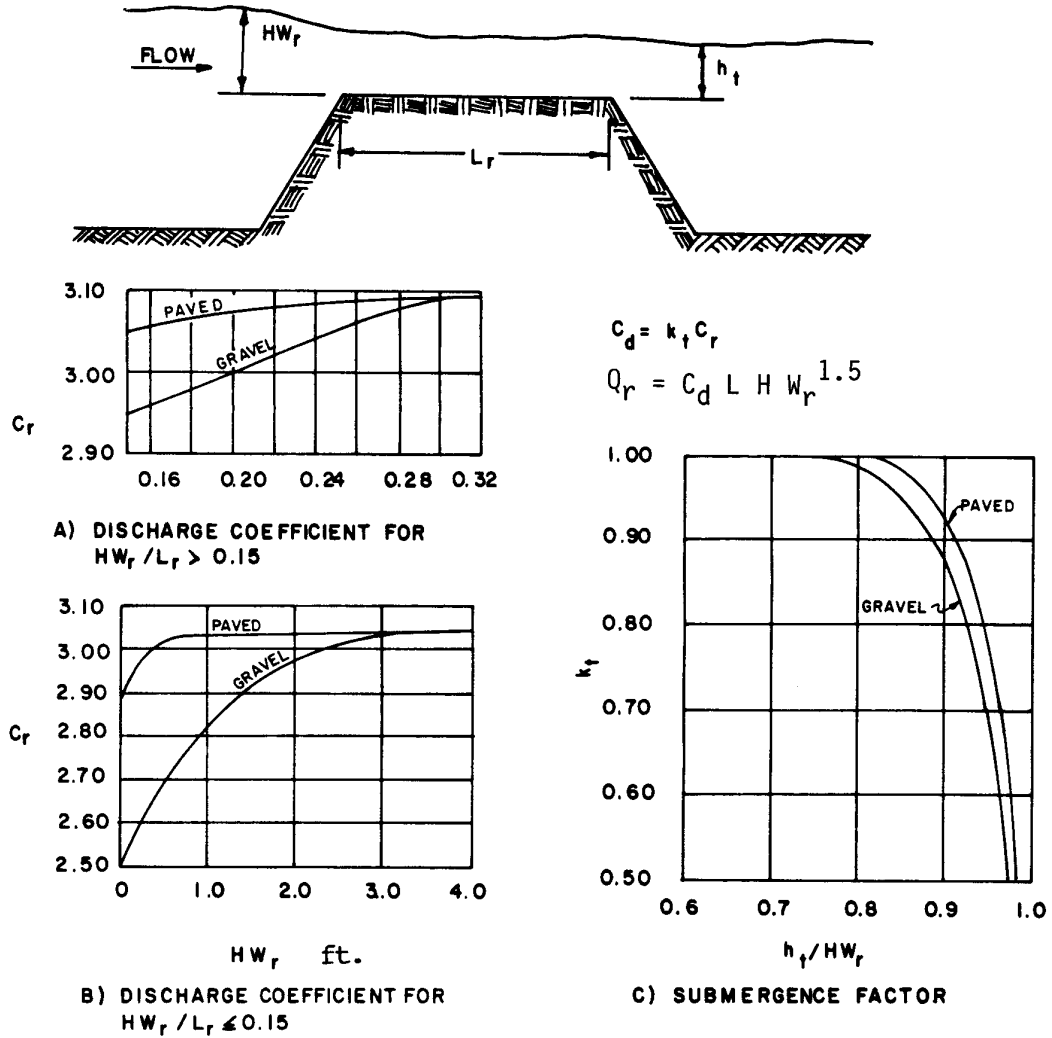 HWr
FLOW
ht
Lr
3.10
PAVED
GRAVEL
3.00
Cr
2.90
0.16 0.20 0.24 0.28 0.32
A) DISCHARGE COEFFICIENT FOR
HWr /Lr > 0.15
Cd = kt Cr
Qr = Cd L H Wr^1.5
3.10
PAVED
3.00
GRAVEL
2.90
Cr
2.80
2.70
2.60
2.50
0 1.0 2.0 3.0 4.0
HWr ft.
B) DISCHARGE COEFFICIENT FOR
HWr /Lr ≤ 0.15
1.00
PAVED
0.90
GRAVEL
0.80
kt
0.70
0.60
0.50
0.6 0.7 0.8 0.9 1.0
ht/HWr
C) SUBMERGENCE FACTOR